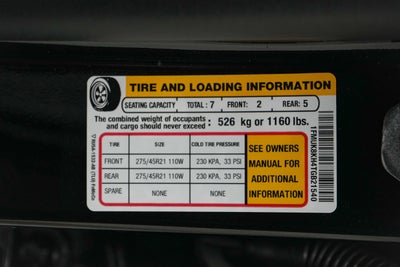 TIRE AND LOADING INFORMATION
SEATING CAPACITY TOTAL : 7 FRONT: 2 REAR: 5
The combined weight of occupants
and cargo should never exceed : 526 kg or 1160 lbs.
TIRE SIZE COLD TIRE PRESSURE
FRONT 275/45R21 110W 230 KPA, 33 PSI
REAR 275/45R21 110W 230 KPA, 33 PSI
SPARE NONE NONE
SEE OWNERS
MANUAL FOR
ADDITIONAL
INFORMATION
1FMUK8KH4TGB21540